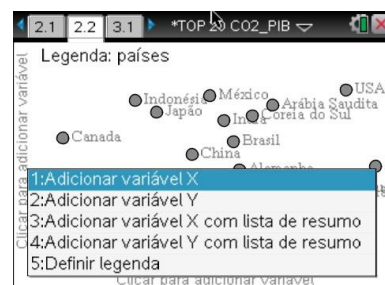 2.1 2.2 3.1 *TOP 20 CO2_PIB
Legenda: países
Clicar para adicionar variável
USA
Indonésia México Arábia Saudita
Japão Coreia do Sul
Canada Brasil
China
Alemanha
1:Adicionar variável X
2:Adicionar variável Y
3:Adicionar variável X com lista de resumo
4:Adicionar variável Y com lista de resumo
5:Definir legenda
Clicar para adicionar variável